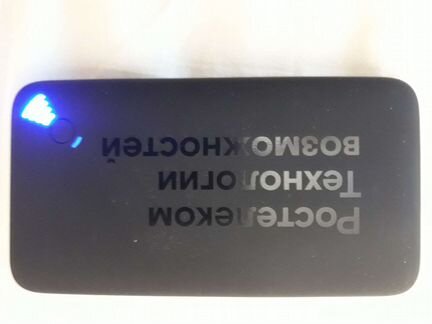 Ростелеком
Технологии
возможностей